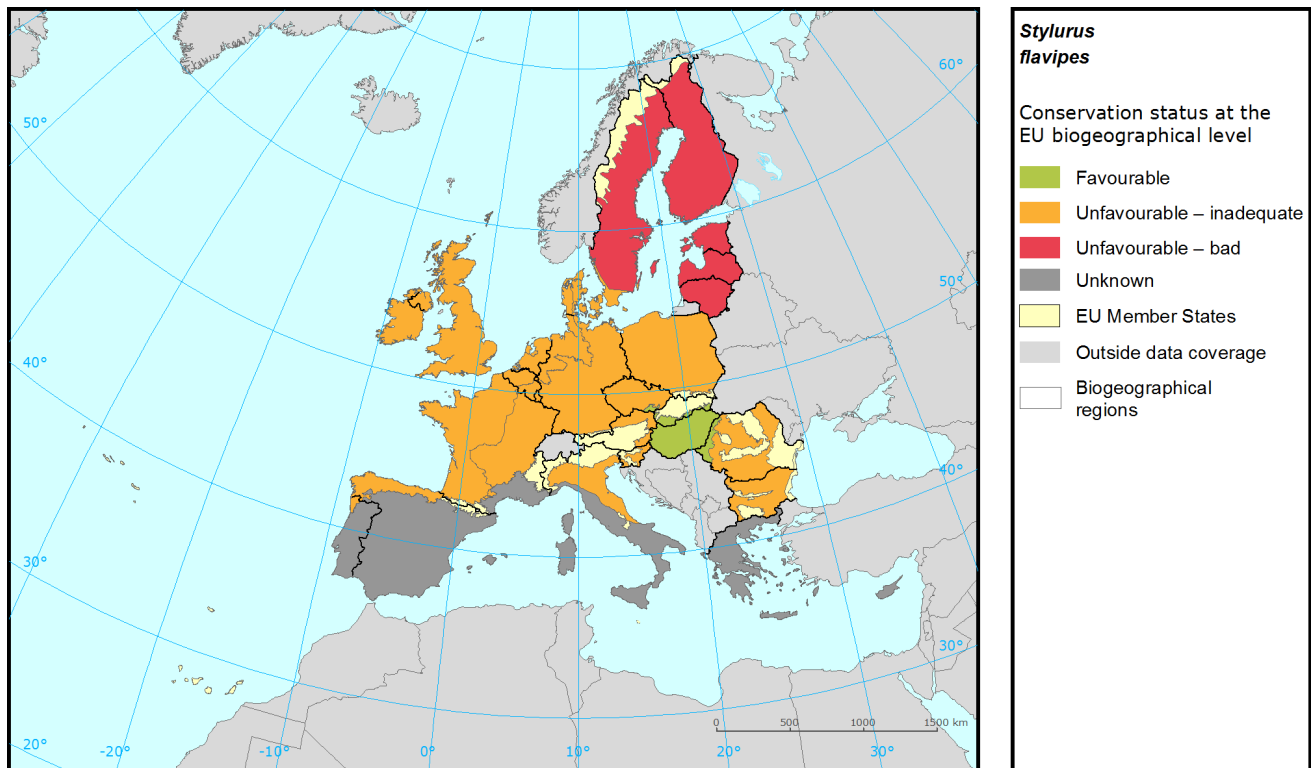 Stylurus
flavipes
Conservation status at the
EU biogeographical level
Favourable
Unfavourable – inadequate
Unfavourable – bad
Unknown
EU Member States
Outside data coverage
Biogeographical
regions
60°
50°
50°
40°
40°
30°
30°
0 500 1000 1500 km
20° -20° -10° 0° 10° 20° 30°